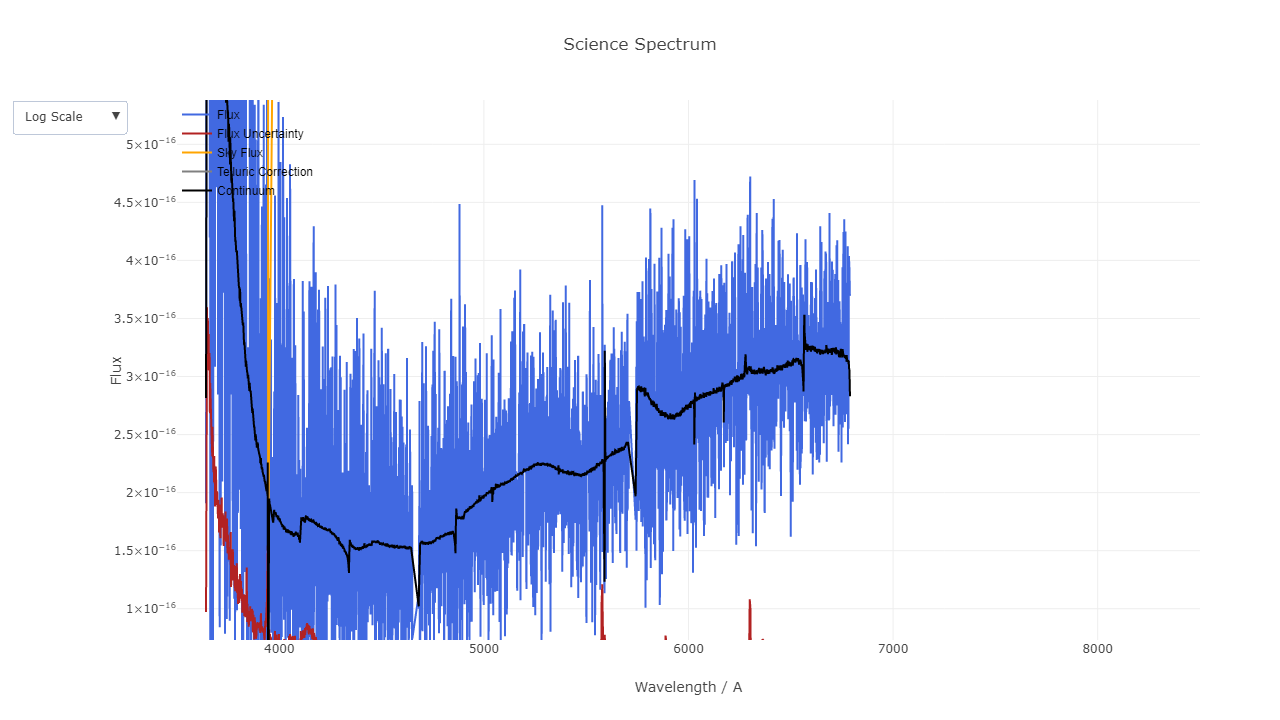 Science Spectrum
Log Scale ▼
Flux
Flux Uncertainty
Sky Flux
Telluric Correction
Continuum
5×10−16
4.5×10−16
4×10−16
3.5×10−16
3×10−16
2.5×10−16
2×10−16
1.5×10−16
1×10−16
Flux
4000 5000 6000 7000 8000
Wavelength / A